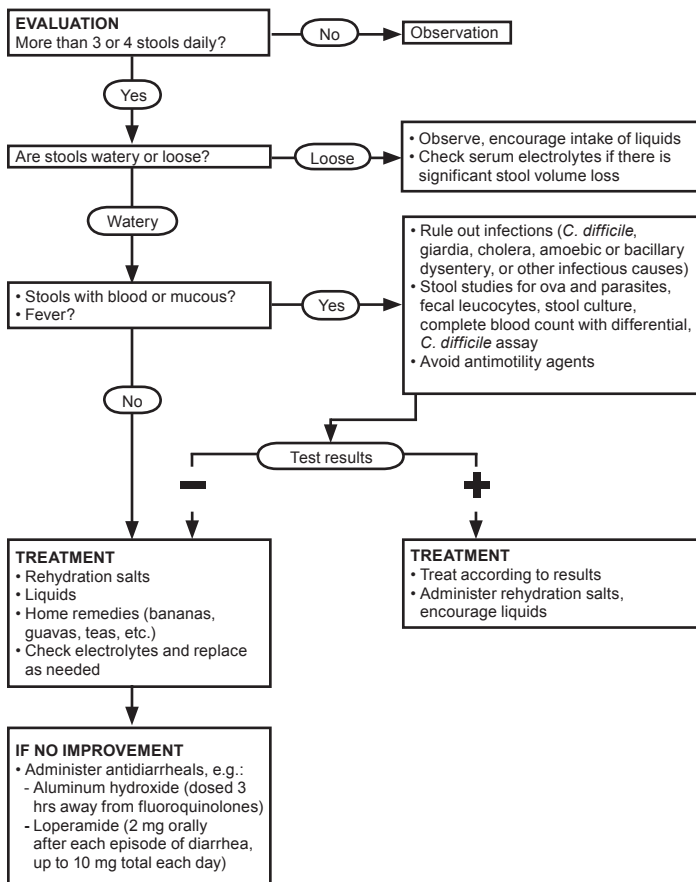 EVALUATION
More than 3 or 4 stools daily?
No
Observation
Yes
Are stools watery or loose?
Loose
• Observe, encourage intake of liquids
• Check serum electrolytes if there is
significant stool volume loss
Watery
• Stools with blood or mucous?
• Fever?
Yes
• Rule out infections (C. difficile,
giardia, cholera, amoebic or bacillary
dysentery, or other infectious causes)
• Stool studies for ova and parasites,
fecal leucocytes, stool culture,
complete blood count with differential,
C. difficile assay
• Avoid antimotility agents
No
Test results
−
+
TREATMENT
• Rehydration salts
• Liquids
• Home remedies (bananas,
guavas, teas, etc.)
• Check electrolytes and replace
as needed
TREATMENT
• Treat according to results
• Administer rehydration salts,
encourage liquids
IF NO IMPROVEMENT
• Administer antidiarrheals, e.g.:
- Aluminum hydroxide (dosed 3
hrs away from fluoroquinolones)
- Loperamide (2 mg orally
after each episode of diarrhea,
up to 10 mg total each day)